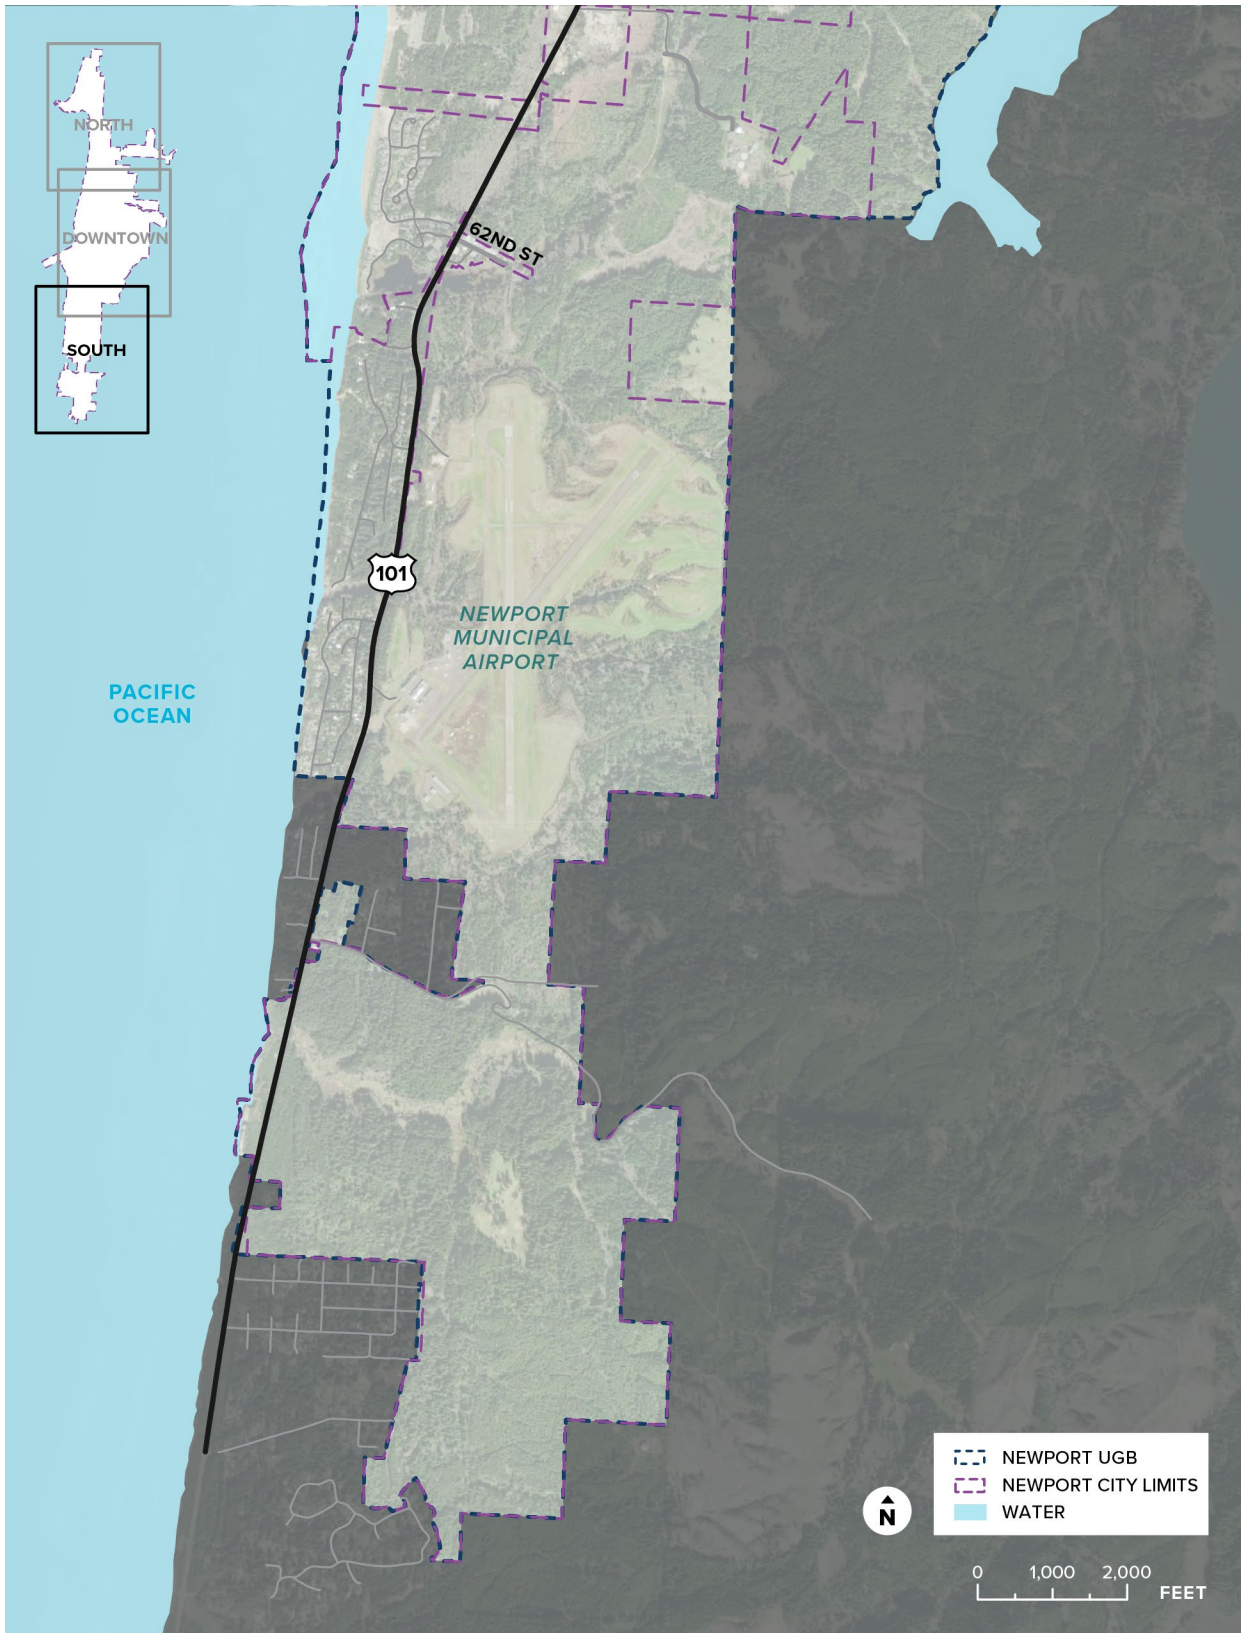 NORTH
DOWNTOWN
SOUTH
62ND ST
101
NEWPORT
MUNICIPAL
AIRPORT
PACIFIC
OCEAN
NEWPORT UGB
NEWPORT CITY LIMITS
WATER
N
0 1,000 2,000
FEET